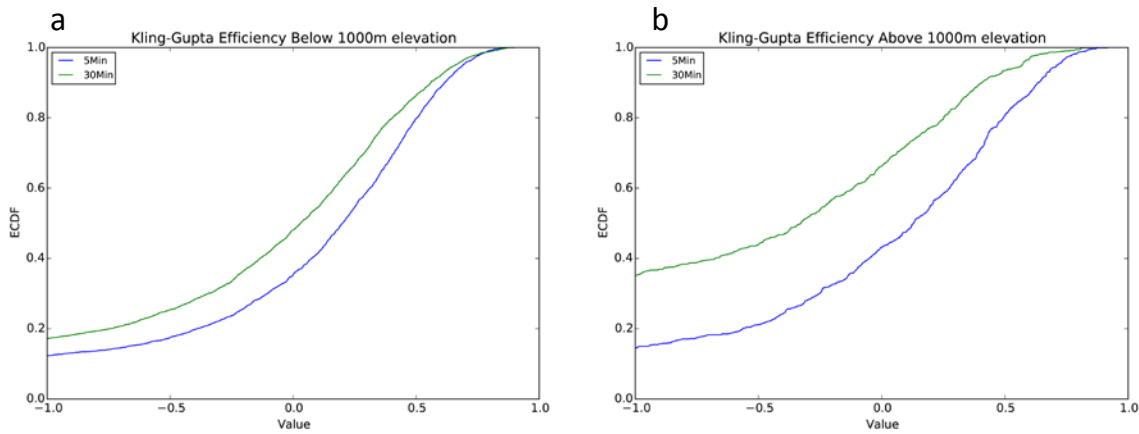 a
Kling-Gupta Efficiency Below 1000m elevation
1.0
0.8
0.6
0.4
0.2
0.0
ECDF
5Min
30Min
−1.0 −0.5 0.0 0.5 1.0
Value
b
Kling-Gupta Efficiency Above 1000m elevation
1.0
0.8
0.6
0.4
0.2
0.0
ECDF
5Min
30Min
−1.0 −0.5 0.0 0.5 1.0
Value